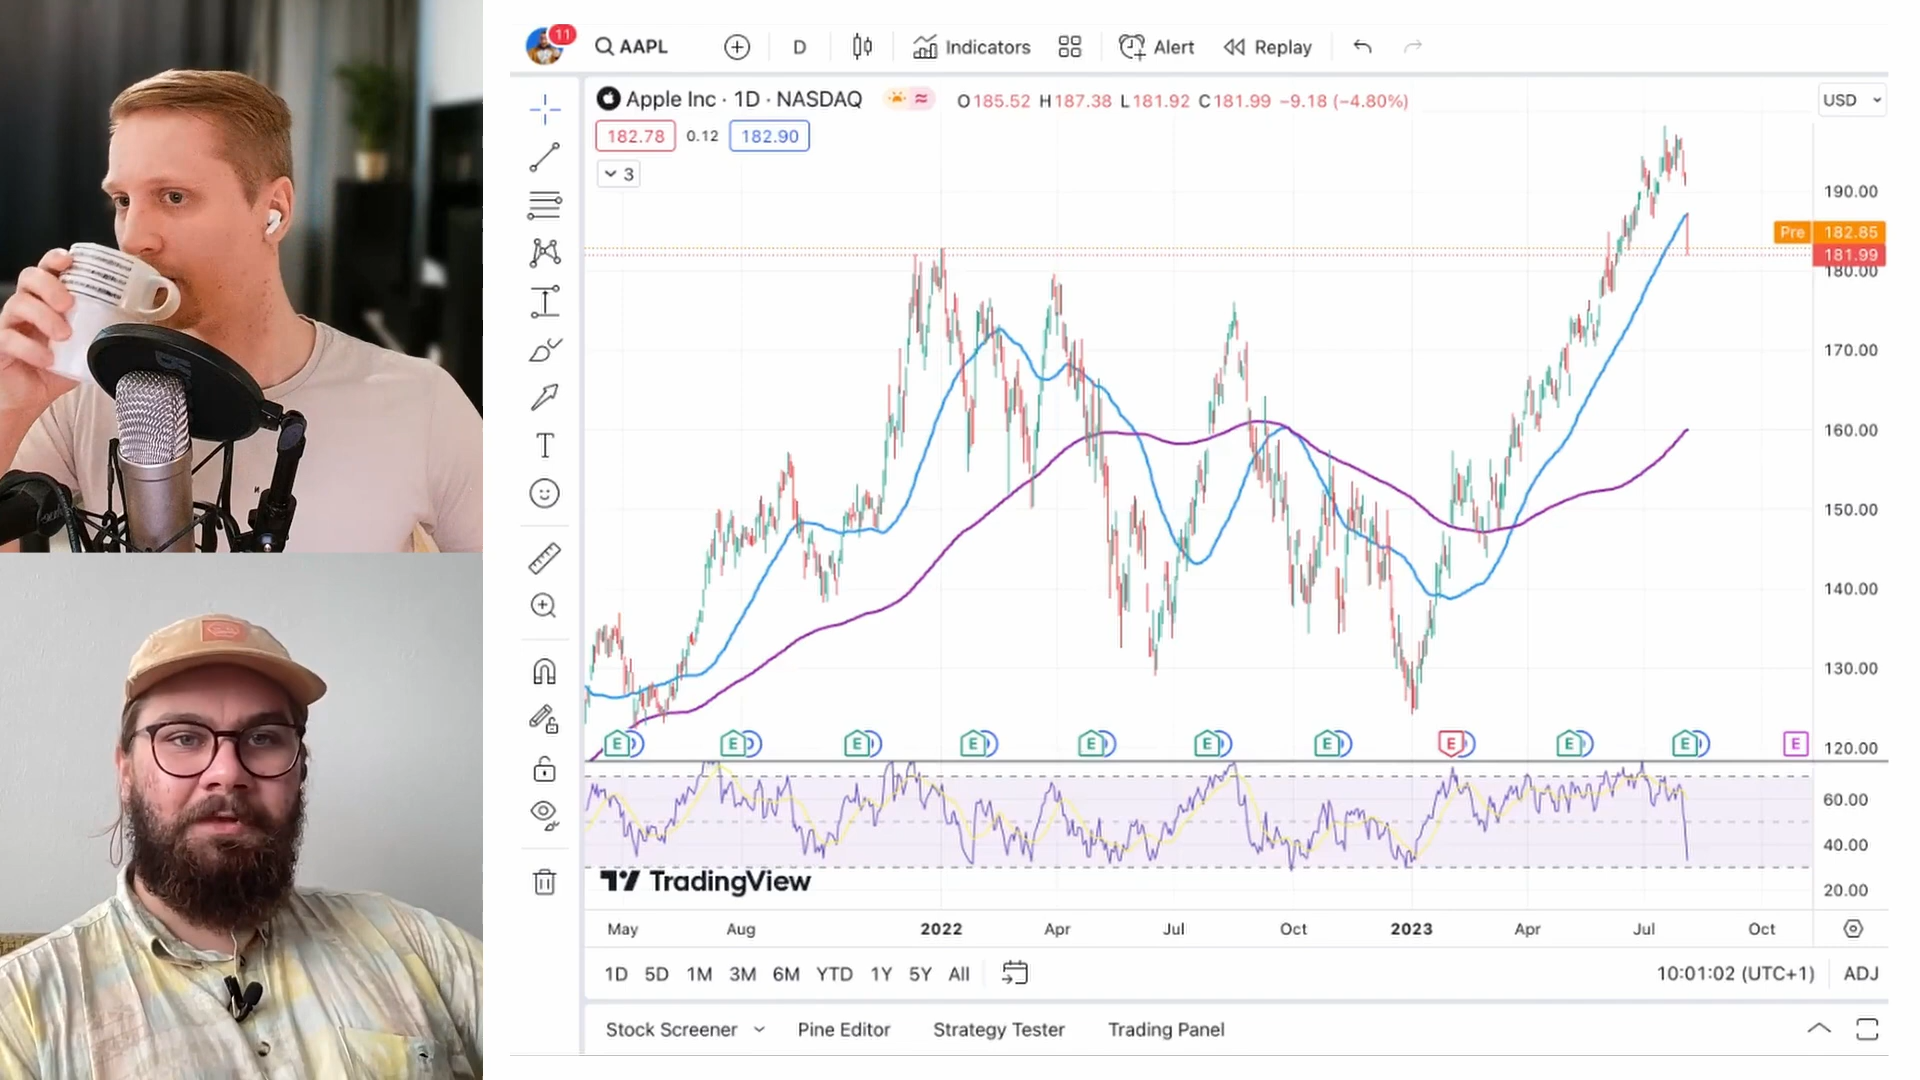 11
AAPL
D
Indicators
Alert
Replay
Apple Inc · 1D · NASDAQ
O185.52 H187.38 L181.92 C181.99 −9.18 (−4.80%)
USD
182.78 0.12 182.90
3
190.00
Pre 182.85
181.99
180.00
170.00
160.00
150.00
140.00
130.00
120.00
T
E E E E E E E E E E E
60.00
40.00
20.00
TradingView
May Aug 2022 Apr Jul Oct 2023 Apr Jul Oct
1D 5D 1M 3M 6M YTD 1Y 5Y All
10:01:02 (UTC+1) ADJ
Stock Screener Pine Editor Strategy Tester Trading Panel